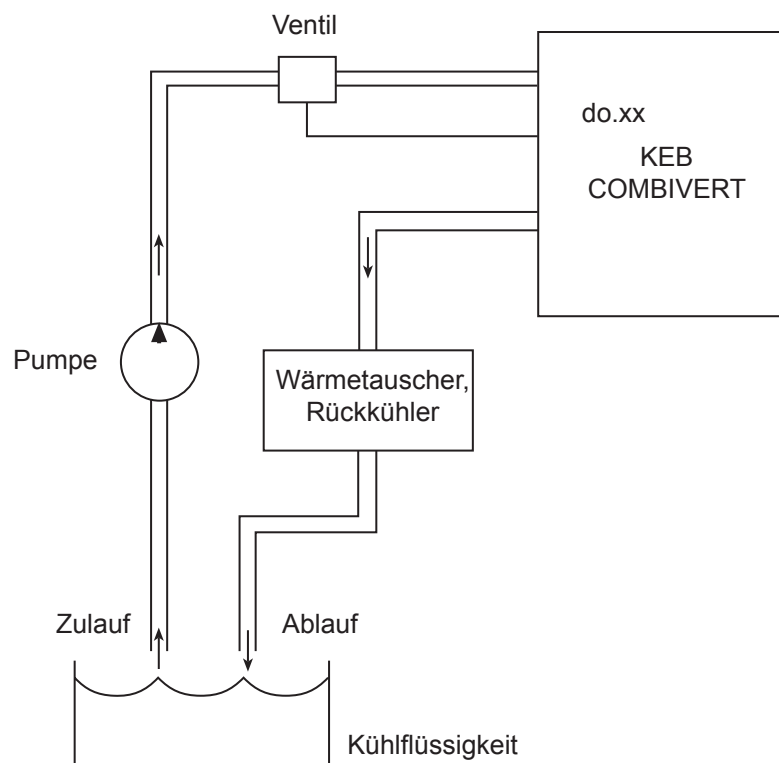 Ventil
do.xx
KEB
COMBIVERT
Pumpe
Wärmetauscher,
Rückkühler
Zulauf
Ablauf
Kühlflüssigkeit